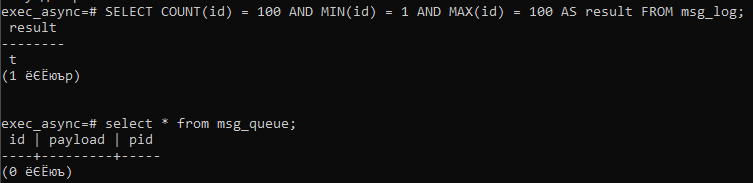 exec_async=# SELECT COUNT(id) = 100 AND MIN(id) = 1 AND MAX(id) = 100 AS result FROM msg_log;
 result
--------
 t
(1 ёЄЁюър)
exec_async=# select * from msg_queue;
 id | payload | pid
----+---------+-----
(0 ёЄЁюъ)